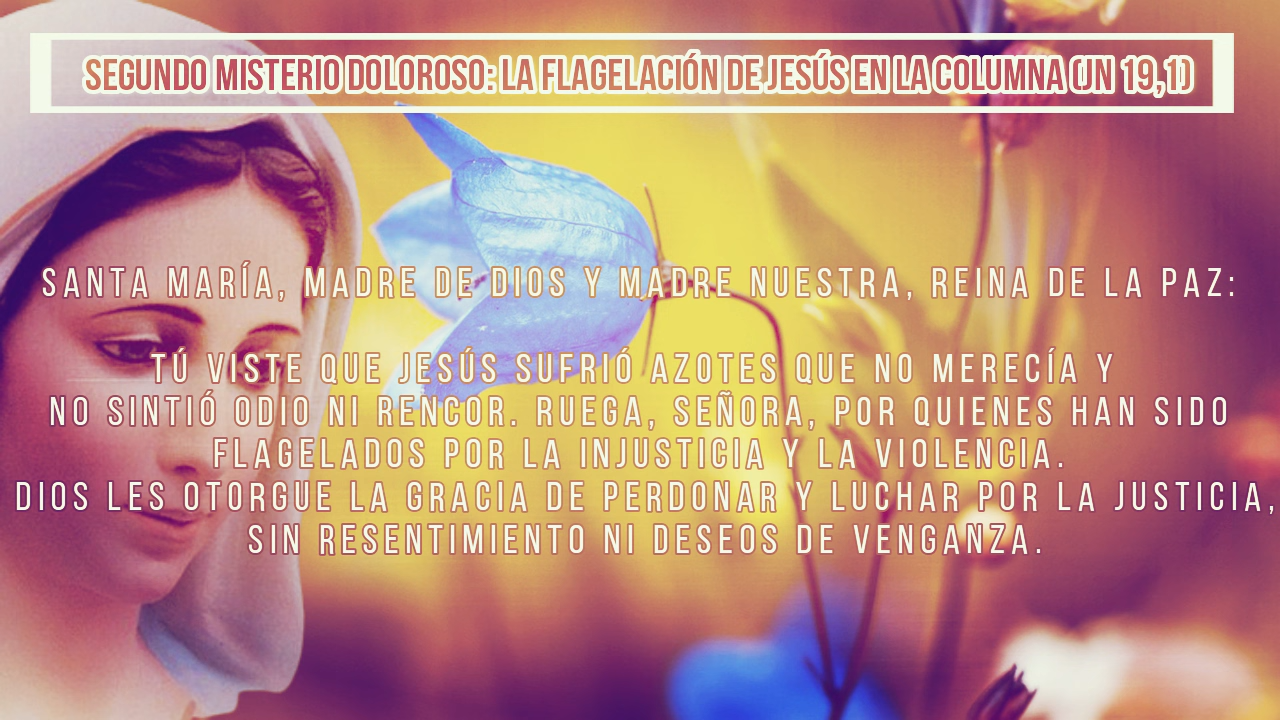 SEGUNDO MISTERIO DOLOROSO: LA FLAGELACIÓN DE JESÚS EN LA COLUMNA (JN 19,1)
SANTA MARÍA, MADRE DE DIOS Y MADRE NUESTRA, REINA DE LA PAZ:
TÚ VISTE QUE JESÚS SUFRIÓ AZOTES QUE NO MERECÍA Y
NO SINTIÓ ODIO NI RENCOR. RUEGA, SEÑORA, POR QUIENES HAN SIDO
FLAGELADOS POR LA INJUSTICIA Y LA VIOLENCIA.
DIOS LES OTORGUE LA GRACIA DE PERDONAR Y LUCHAR POR LA JUSTICIA,
SIN RESENTIMIENTO NI DESEOS DE VENGANZA.